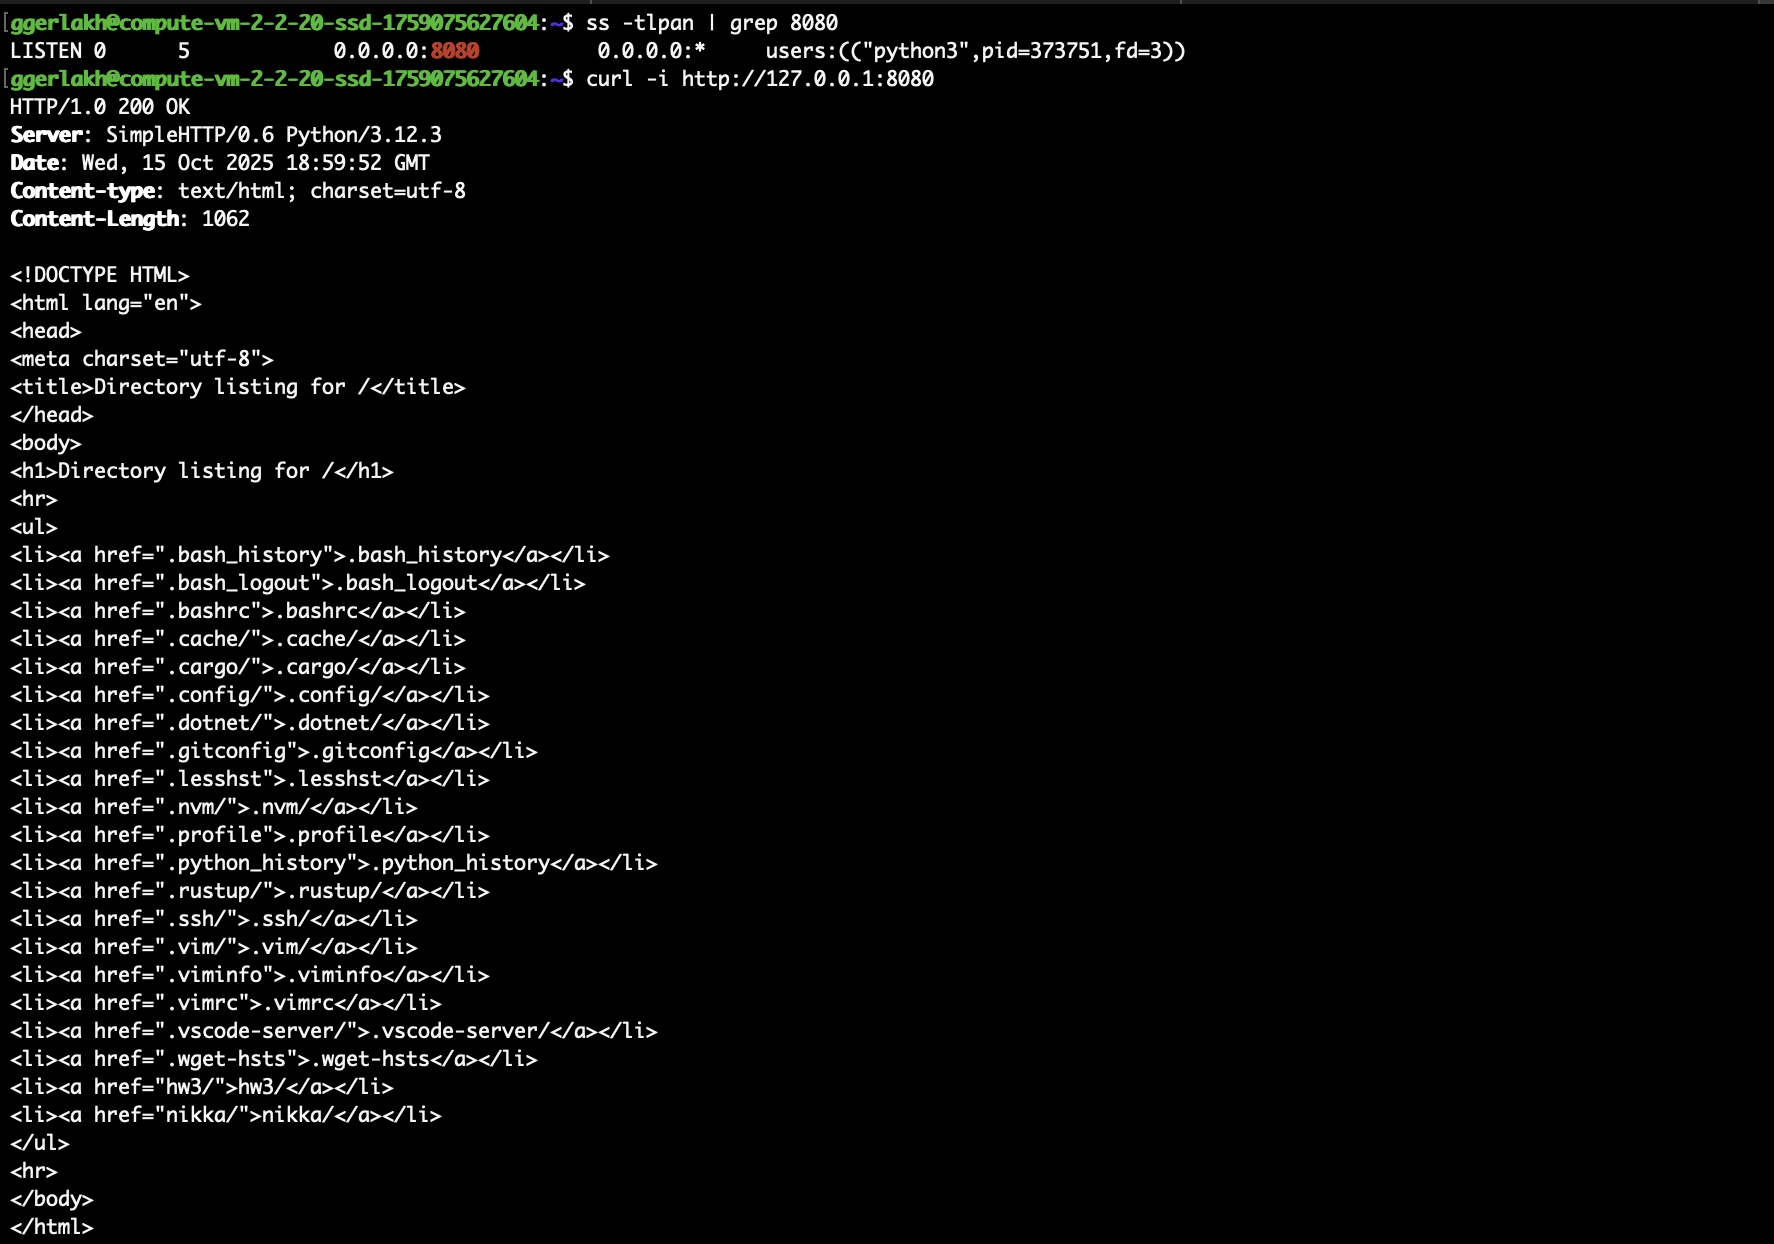 [ggerlakh@compute-vm-2-2-20-ssd-1759075627604:~$ ss -tlpan | grep 8080
LISTEN 0      5            0.0.0.0:8080          0.0.0.0:*     users:(("python3",pid=373751,fd=3))
[ggerlakh@compute-vm-2-2-20-ssd-1759075627604:~$ curl -i http://127.0.0.1:8080
HTTP/1.0 200 OK
Server: SimpleHTTP/0.6 Python/3.12.3
Date: Wed, 15 Oct 2025 18:59:52 GMT
Content-type: text/html; charset=utf-8
Content-Length: 1062

<!DOCTYPE HTML>
<html lang="en">
<head>
<meta charset="utf-8">
<title>Directory listing for /</title>
</head>
<body>
<h1>Directory listing for /</h1>
<hr>
<ul>
<li><a href=".bash_history">.bash_history</a></li>
<li><a href=".bash_logout">.bash_logout</a></li>
<li><a href=".bashrc">.bashrc</a></li>
<li><a href=".cache/">.cache/</a></li>
<li><a href=".cargo/">.cargo/</a></li>
<li><a href=".config/">.config/</a></li>
<li><a href=".dotnet/">.dotnet/</a></li>
<li><a href=".gitconfig">.gitconfig</a></li>
<li><a href=".lesshst">.lesshst</a></li>
<li><a href=".nvm/">.nvm/</a></li>
<li><a href=".profile">.profile</a></li>
<li><a href=".python_history">.python_history</a></li>
<li><a href=".rustup/">.rustup/</a></li>
<li><a href=".ssh/">.ssh/</a></li>
<li><a href=".vim/">.vim/</a></li>
<li><a href=".viminfo">.viminfo</a></li>
<li><a href=".vimrc">.vimrc</a></li>
<li><a href=".vscode-server/">.vscode-server/</a></li>
<li><a href=".wget-hsts">.wget-hsts</a></li>
<li><a href="hw3/">hw3/</a></li>
<li><a href="nikka/">nikka/</a></li>
</ul>
<hr>
</body>
</html>